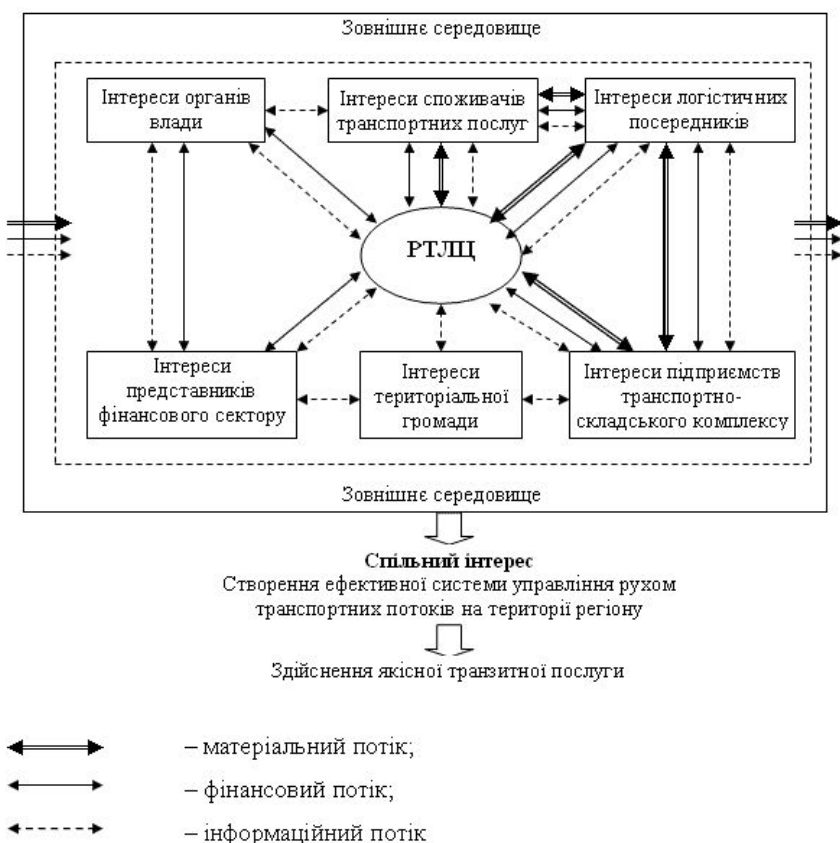 Зовнішнє середовище
Інтереси органів
влади
Інтереси споживачів
транспортних послуг
Інтереси логістичних
посередників
РТЛЦ
Інтереси
представників
фінансового сектору
Інтереси
територіальної
громади
Інтереси підприємств
транспортно-
складського комплексу
Зовнішнє середовище
Спільний інтерес
Створення ефективної системи управління рухом
транспортних потоків на території регіону
Здійснення якісної транзитної послуги
– матеріальний потік;
– фінансовий потік;
– інформаційний потік